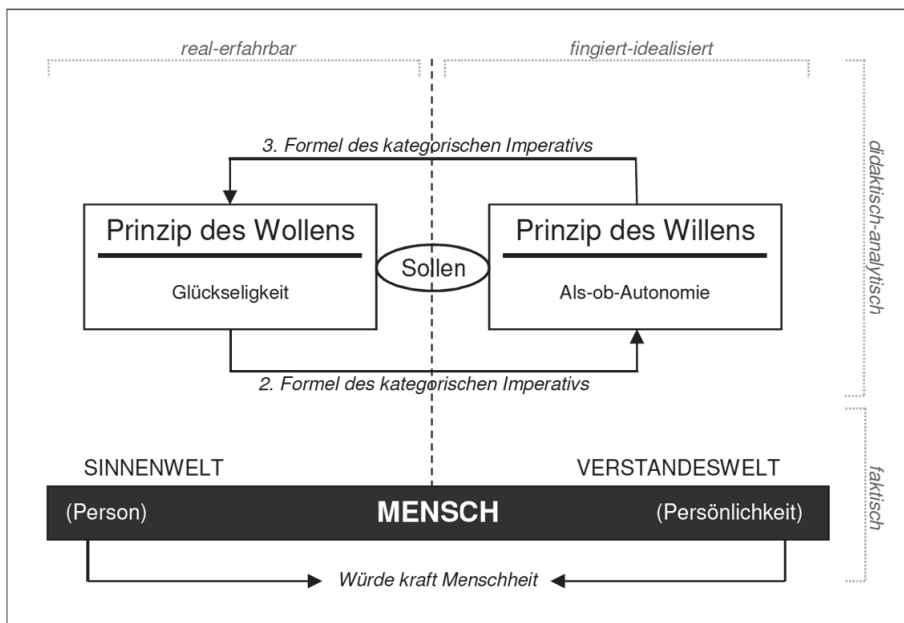 real-erfahrbar
fingiert-idealisiert
didaktisch-analytisch
3. Formel des kategorischen Imperativs
Prinzip des Wollens
Glückseligkeit
Sollen
Prinzip des Willens
Als-ob-Autonomie
2. Formel des kategorischen Imperativs
faktisch
SINNENWELT
VERSTANDESWELT
(Person)
MENSCH
(Persönlichkeit)
Würde kraft Menschheit